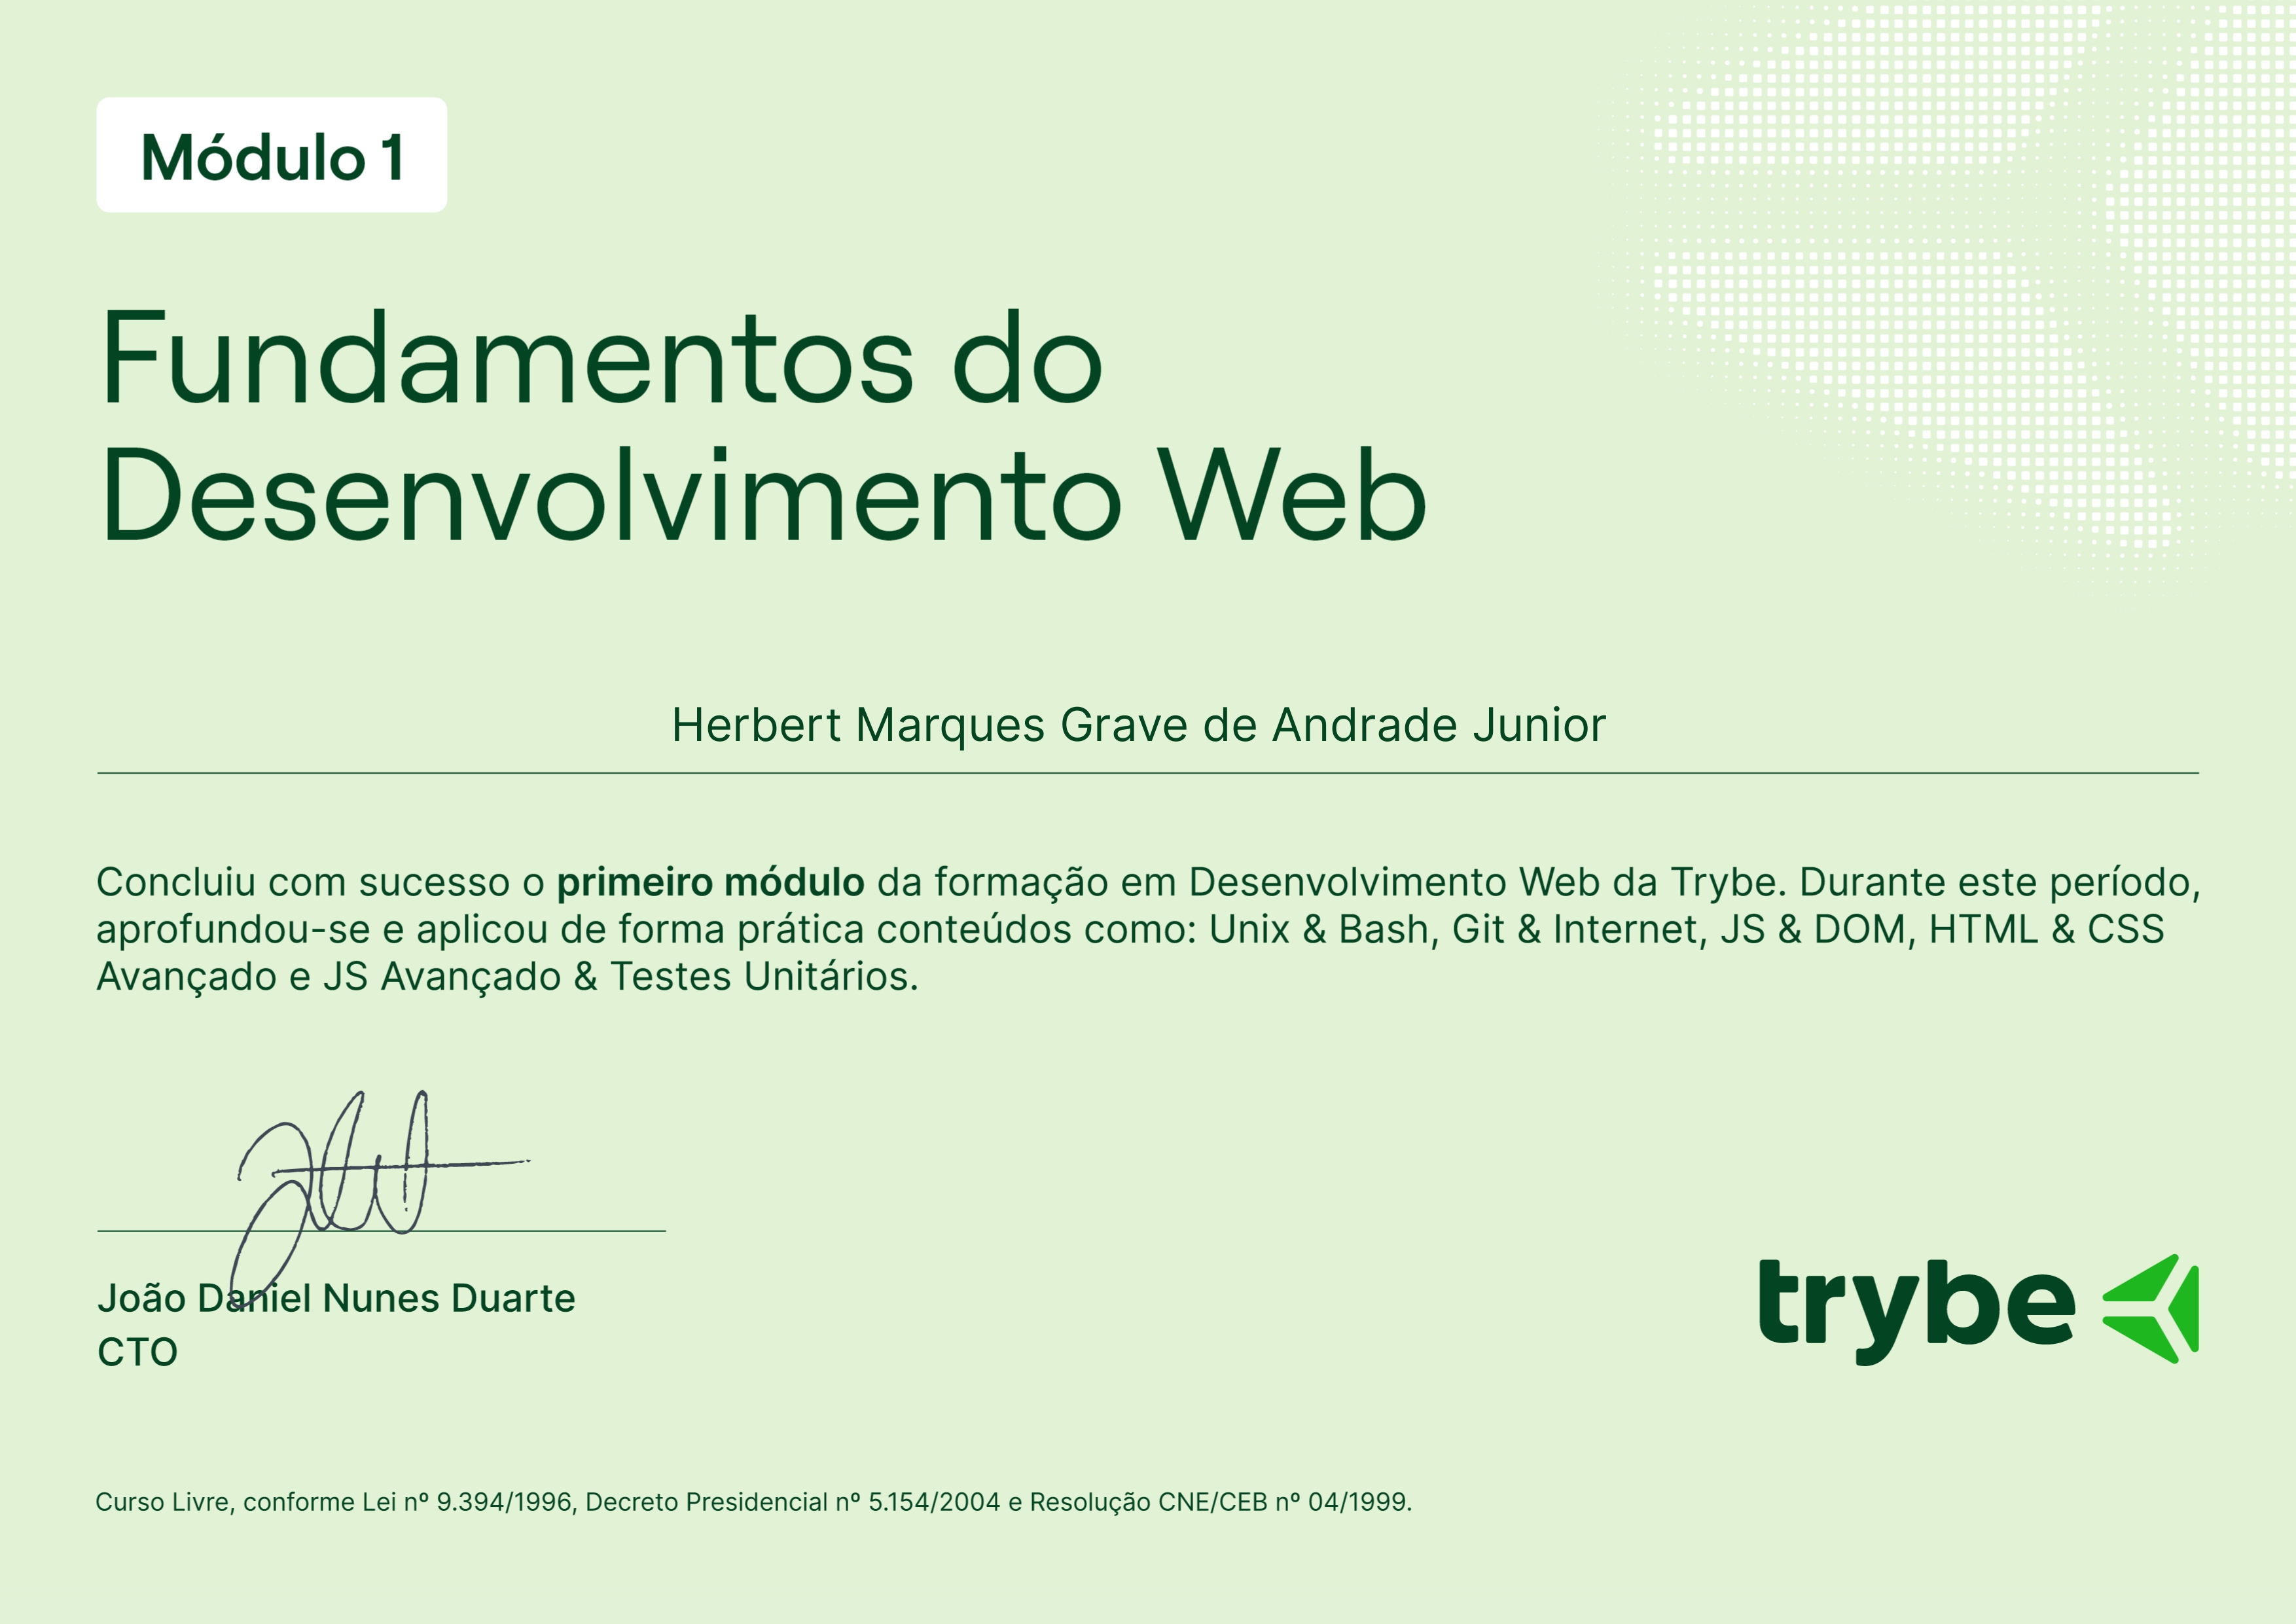 Módulo 1
Fundamentos do
Desenvolvimento Web
Herbert Marques Grave de Andrade Junior
Concluiu com sucesso o primeiro módulo da formação em Desenvolvimento Web da Trybe. Durante este período,
aprofundou-se e aplicou de forma prática conteúdos como: Unix & Bash, Git & Internet, JS & DOM, HTML & CSS
Avançado e JS Avançado & Testes Unitários.
João Daniel Nunes Duarte
CTO
trybe
Curso Livre, conforme Lei nº 9.394/1996, Decreto Presidencial nº 5.154/2004 e Resolução CNE/CEB nº 04/1999.